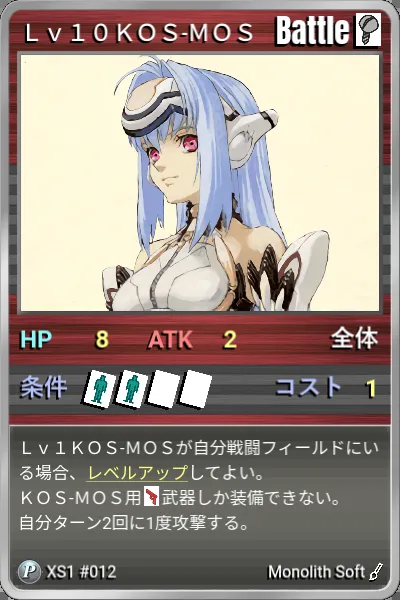 Ｌｖ１０ＫＯＳ-ＭＯＳ Battle
HP 8 ATK 2 全体
条件 コスト 1
Ｌｖ１ＫＯＳ-ＭＯＳが自分戦闘フィールドにい
る場合、レベルアップしてよい。
ＫＯＳ-ＭＯＳ用武器しか装備できない。
自分ターン2回に1度攻撃する。
P XS1 #012 Monolith Soft